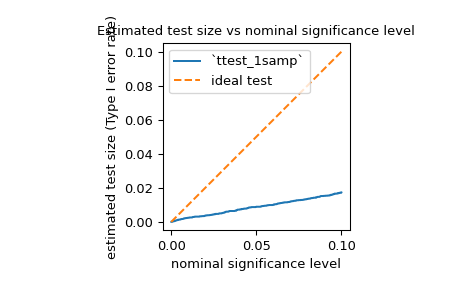 Estimated test size vs nominal significance level
estimated test size (Type I error rate)
0.10
0.08
0.06
0.04
0.02
0.00
`ttest_1samp`
ideal test
0.00 0.05 0.10
nominal significance level